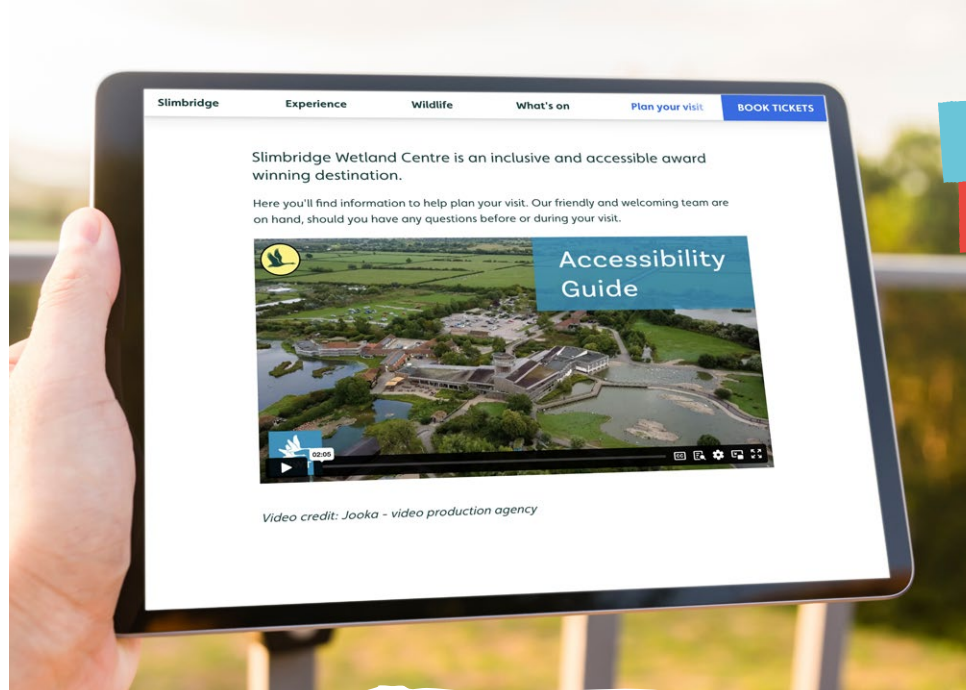 Slimbridge Experience Wildlife What's on Plan your visit BOOK TICKETS
Slimbridge Wetland Centre is an inclusive and accessible award
winning destination.
Here you'll find information to help plan your visit. Our friendly and welcoming team are
on hand, should you have any questions before or during your visit.
Accessibility
Guide
02:05
CC
Video credit: Jooka - video production agency